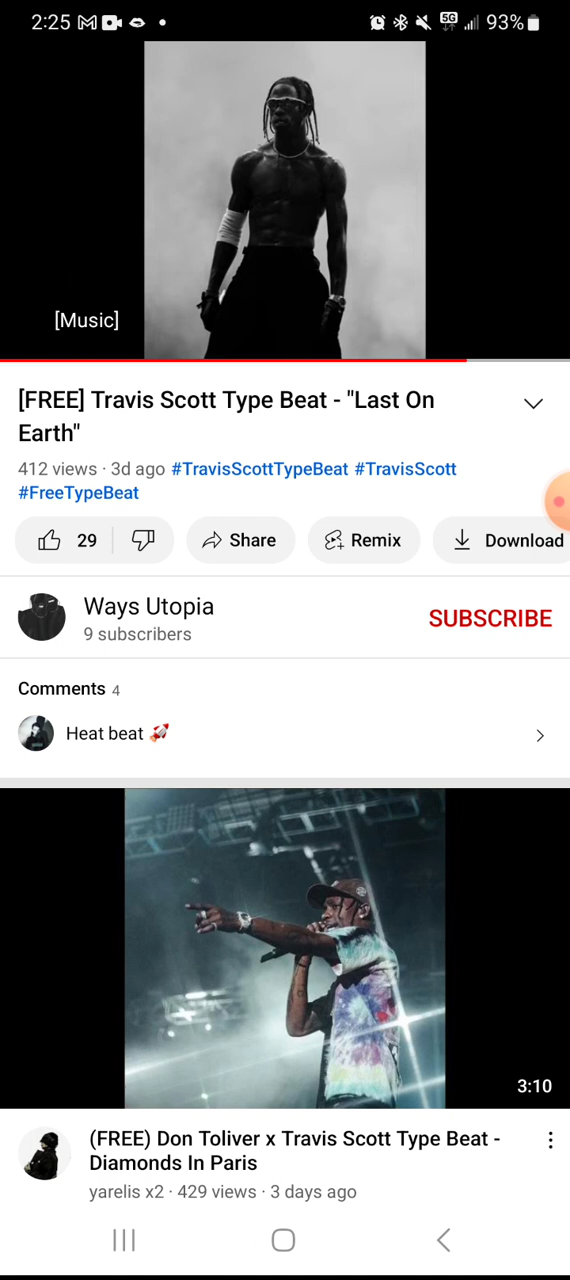 2:25
5G
93%
[Music]
[FREE] Travis Scott Type Beat - "Last On
Earth"
412 views · 3d ago #TravisScottTypeBeat #TravisScott
#FreeTypeBeat
29
Share
Remix
Download
Ways Utopia
9 subscribers
SUBSCRIBE
Comments 4
Heat beat 🚀
3:10
(FREE) Don Toliver x Travis Scott Type Beat -
Diamonds In Paris
yarelis x2 · 429 views · 3 days ago